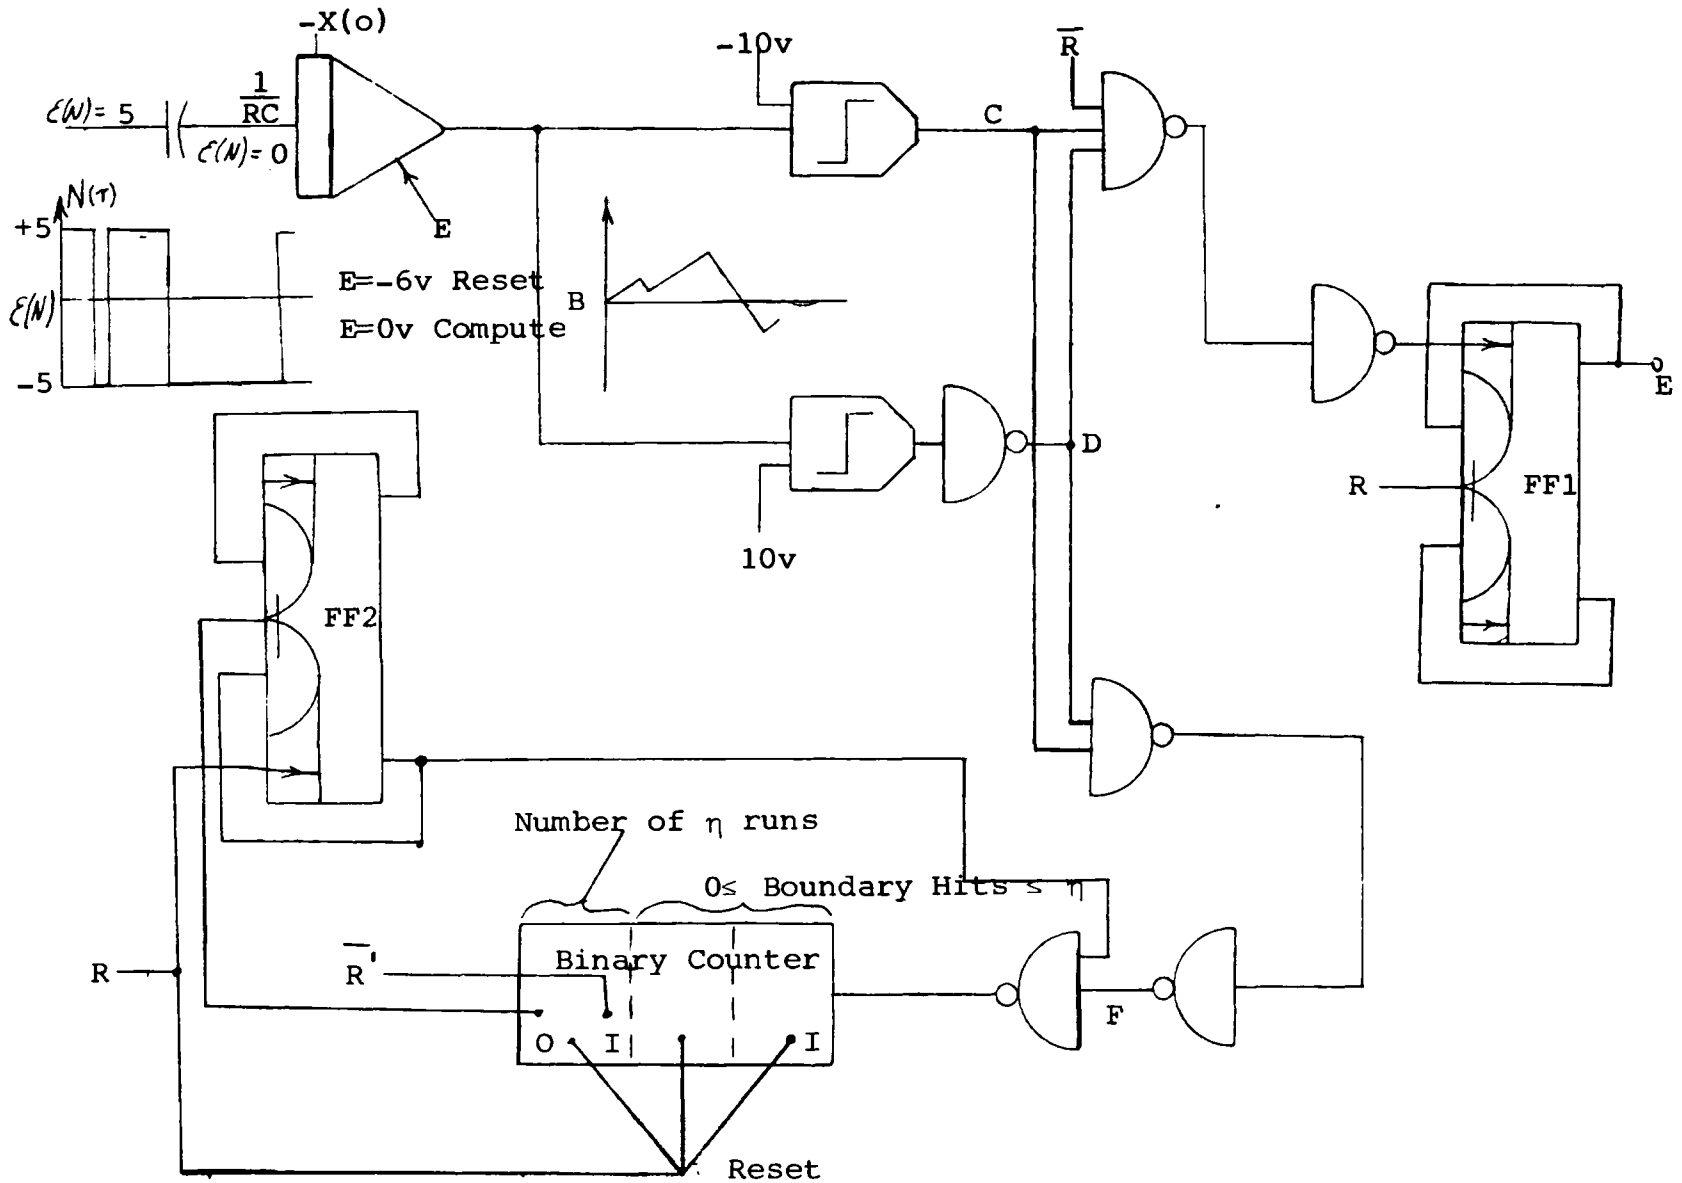 -X(o)
-10v
R̅
ℰ(N)= 5
1
RC
ℰ(N)= 0
C
N(τ)
+5
ℰ(N)
-5
E
E=-6v Reset
E=0v Compute
B
D
10v
E
R
FF1
FF2
Number of η runs
0≤ Boundary Hits ≤ η
Binary Counter
R
R̅'
O
I
I
F
Reset